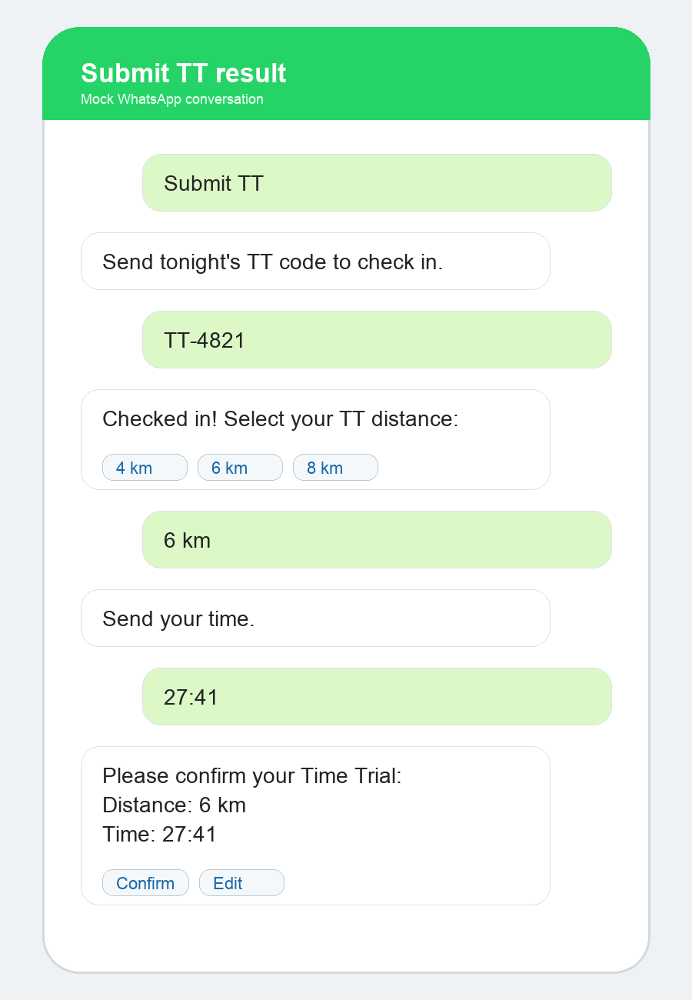 Submit TT result
Mock WhatsApp conversation
Submit TT
Send tonight's TT code to check in.
TT-4821
Checked in! Select your TT distance:
4 km
6 km
8 km
6 km
Send your time.
27:41
Please confirm your Time Trial:
Distance: 6 km
Time: 27:41
Confirm
Edit